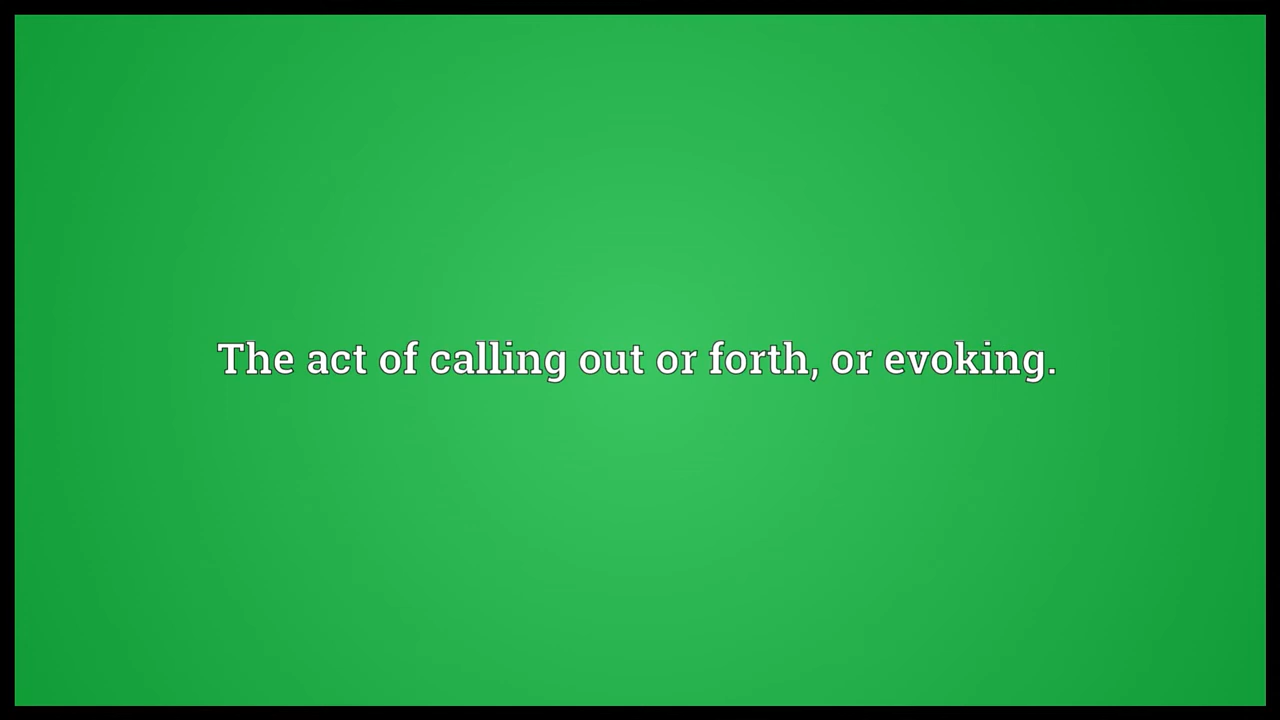 The act of calling out or forth, or evoking.